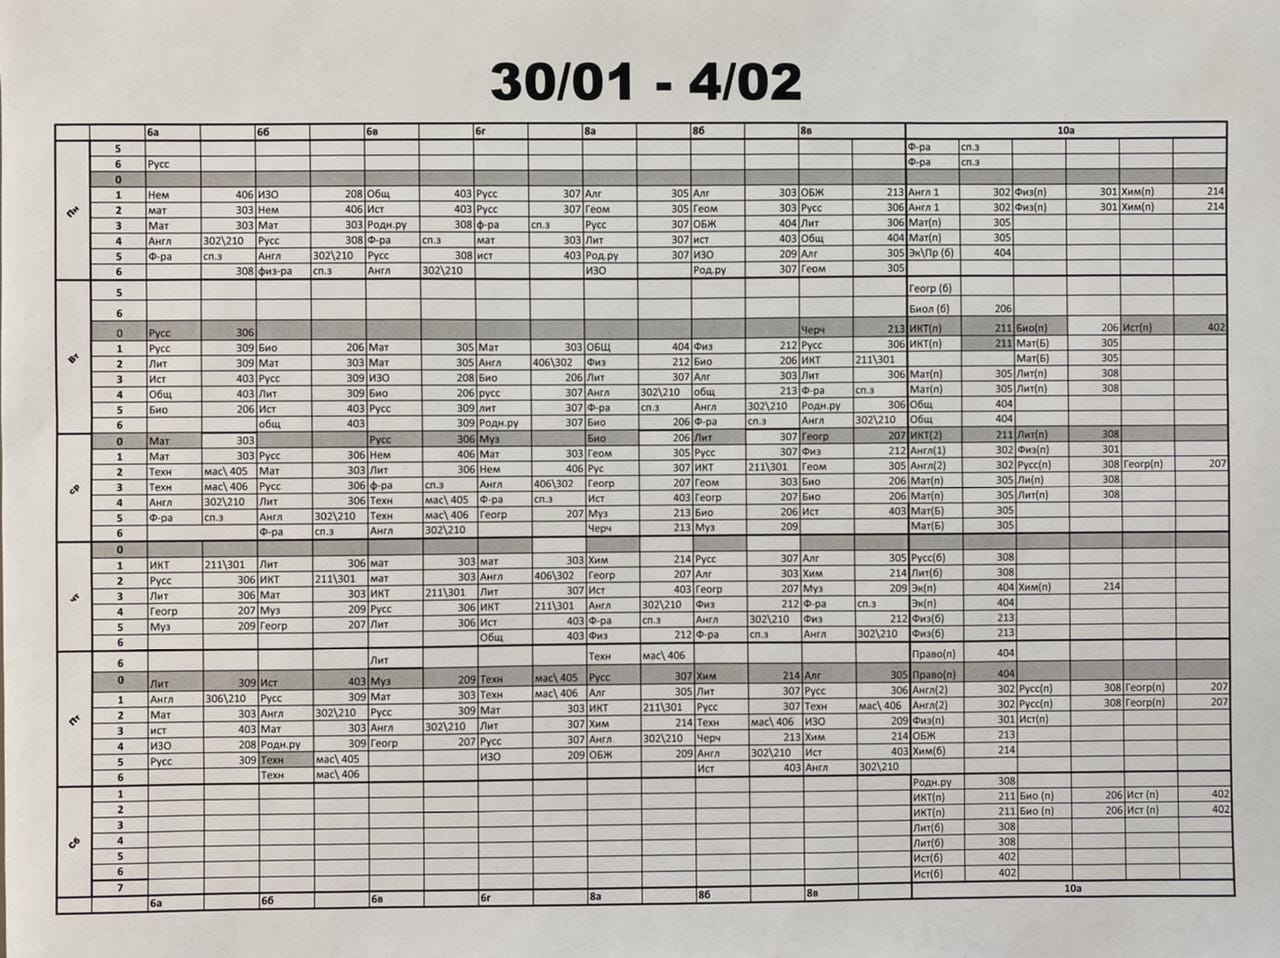 30/01 - 4/02
6а 6б 6в 6г 8а 8б 8в 10а
Пн
5 Ф-ра сп.з
6 Русс Ф-ра сп.з
0
1 Нем 406 ИЗО 208 Общ 403 Русс 307 Алг 305 Алг 303 ОБЖ 213 Англ 1 302 Физ(п) 301 Хим(п) 214
2 мат 303 Нем 406 Ист 403 Русс 307 Геом 305 Геом 303 Русс 306 Англ 1 302 Физ(п) 301 Хим(п) 214
3 Мат 303 Мат 303 Родн.ру 308 ф-ра сп.з Русс 307 ОБЖ 404 Лит 306 Мат(п) 305
4 Англ 302\210 Русс 308 Ф-ра сп.з мат 303 Лит 307 ист 403 Общ 404 Мат(п) 305
5 Ф-ра сп.з Англ 302\210 Русс 308 ист 403 Род.ру 307 ИЗО 209 Алг 305 Эк\Пр (б) 404
6 308 физ-ра сп.з Англ 302\210 ИЗО Род.ру 307 Геом 305
Вт
5 Геогр (б)
6 Биол (б) 206
0 Русс 306 Черч 213 ИКТ(п) 211 Био(п) 206 Ист(п) 402
1 Русс 309 Био 206 Мат 305 Мат 303 ОБЩ 404 Физ 212 Русс 306 ИКТ(п) 211 Мат(Б) 305
2 Лит 309 Мат 303 Мат 305 Англ 406\302 Физ 212 Био 206 ИКТ 211\301 Мат(Б) 305
3 Ист 403 Русс 309 ИЗО 208 Био 206 Лит 307 Алг 303 Лит 306 Мат(п) 305 Лит(п) 308
4 Общ 403 Лит 309 Био 206 русс 307 Англ 302\210 общ 213 Ф-ра сп.з Мат(п) 305 Лит(п) 308
5 Био 206 Ист 403 Русс 309 лит 307 Ф-ра сп.з Англ 302\210 Родн.ру 306 Общ 404
6 общ 403 309 Родн.ру 307 Био 206 Ф-ра сп.з Англ 302\210 Общ 404
ср
0 Мат 303 Русс 306 Муз Био 206 Лит 307 Геогр 207 ИКТ(2) 211 Лит(п) 308
1 Мат 303 Русс 306 Нем 406 Мат 303 Геом 305 Русс 307 Физ 212 Англ(1) 302 Физ(п) 301
2 Техн мас\ 405 Мат 303 Лит 306 Нем 406 Рус 307 ИКТ 211\301 Геом 305 Англ(2) 302 Русс(п) 308 Геогр(п) 207
3 Техн мас\ 406 Русс 306 ф-ра сп.з Англ 406\302 Геогр 207 Геом 303 Био 206 Мат(п) 305 Ли(п) 308
4 Англ 302\210 Лит 306 Техн мас\ 405 Ф-ра сп.з Ист 403 Геогр 207 Био 206 Мат(п) 305 Лит(п) 308
5 Ф-ра сп.з Англ 302\210 Техн мас\ 406 Геогр 207 Муз 213 Био 206 Ист 403 Мат(Б) 305
6 Ф-ра сп.з Англ 302\210 Черч 213 Муз 209 Мат(Б) 305
чт
0
1 ИКТ 211\301 Лит 306 мат 303 мат 303 Хим 214 Русс 307 Алг 305 Русс(б) 308
2 Русс 306 ИКТ 211\301 мат 303 Англ 406\302 Геогр 207 Алг 303 Хим 214 Лит(б) 308
3 Лит 306 Мат 303 ИКТ 211\301 Лит 307 Ист 403 Геогр 207 Муз 209 Эк(п) 404 Хим(п) 214
4 Геогр 207 Муз 209 Русс 306 ИКТ 211\301 Англ 302\210 Физ 212 Ф-ра сп.з Эк(п) 404
5 Муз 209 Геогр 207 Лит 306 Ист 403 Ф-ра сп.з Англ 302\210 Физ 212 Физ(б) 213
6 Общ 403 Физ 212 Ф-ра сп.з Англ 302\210 Физ(б) 213
Пт
6 Лит Техн мас\ 406 Право(п) 404
0 Лит 309 Ист 403 Муз 209 Техн мас\ 405 Русс 307 Хим 214 Алг 305 Право(п) 404
1 Англ 306\210 Русс 309 Мат 303 Техн мас\ 406 Алг 305 Лит 307 Русс 306 Англ(2) 302 Русс(п) 308 Геогр(п) 207
2 Мат 303 Англ 302\210 Русс 309 Мат 303 ИКТ 211\301 Русс 307 Техн мас\ 406 Англ(2) 302 Русс(п) 308 Геогр(п) 207
3 ист 403 Мат 303 Англ 302\210 Лит 307 Хим 214 Техн мас\ 406 ИЗО 209 Физ(п) 301 Ист(п)
4 ИЗО 208 Родн.ру 309 Геогр 207 Русс 307 Англ 302\210 Черч 213 Хим 214 ОБЖ 213
5 Русс 309 Техн мас\ 405 ИЗО 209 ОБЖ 209 Англ 302\210 Ист 403 Хим(б) 214
6 Техн мас\ 406 Ист 403 Англ 302\210
Сб
Родн.ру 308
1 ИКТ(п) 211 Био (п) 206 Ист (п) 402
2 ИКТ(п) 211 Био (п) 206 Ист (п) 402
3 Лит(б) 308
4 Лит(б) 308
5 Ист(б) 402
6 Ист(б) 402
7
6а 6б 6в 6г 8а 8б 8в 10а